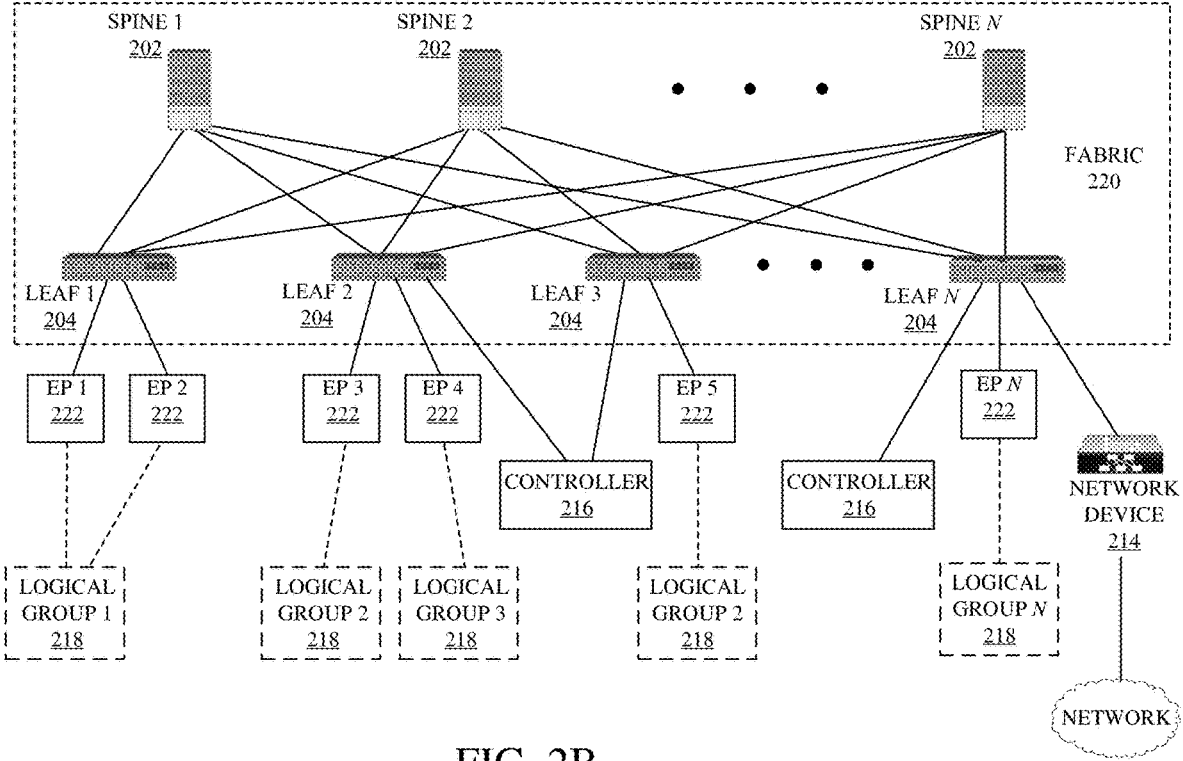 SPINE 1
202
SPINE 2
202
SPINE N
202
FABRIC
220
LEAF 1
204
LEAF 2
204
LEAF 3
204
LEAF N
204
EP 1
222
EP 2
222
EP 3
222
EP 4
222
EP 5
222
EP N
222
CONTROLLER
216
CONTROLLER
216
NETWORK
DEVICE
214
LOGICAL
GROUP 1
218
LOGICAL
GROUP 2
218
LOGICAL
GROUP 3
218
LOGICAL
GROUP 2
218
LOGICAL
GROUP N
218
NETWORK
FIG. 2B